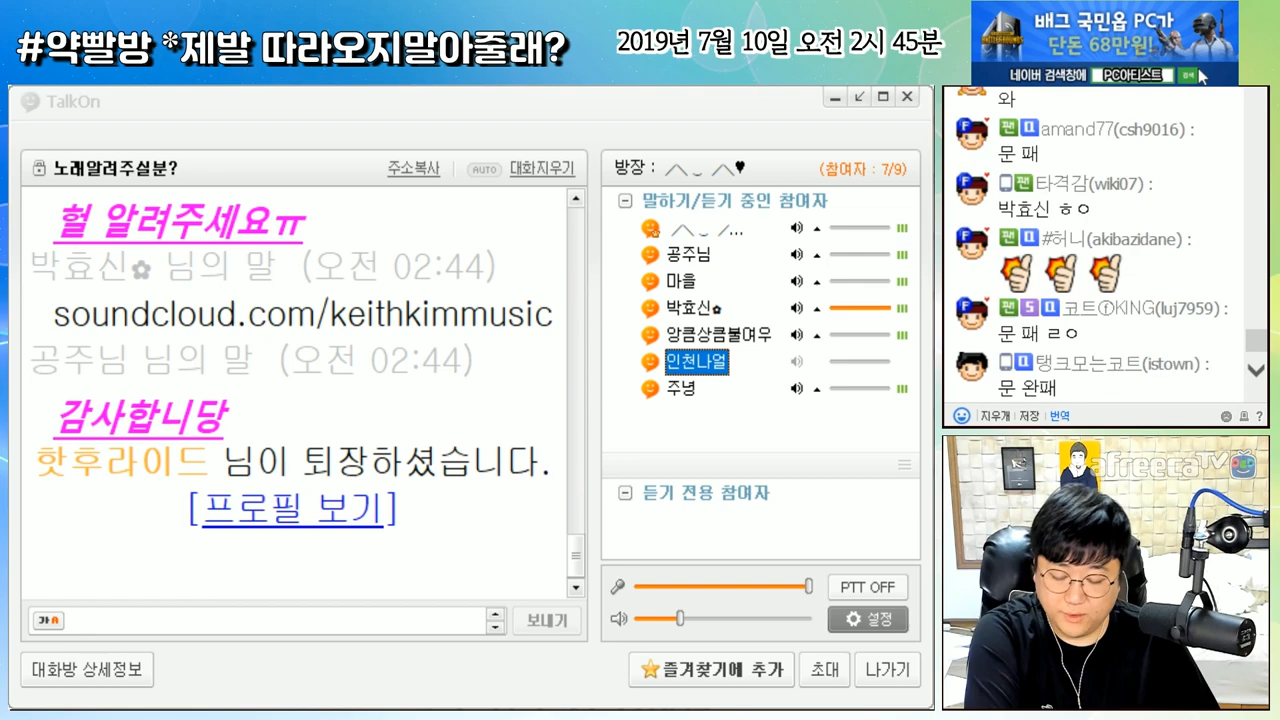 #약빨방 *제발 따라오지말아줄래?
2019년 7월 10일 오전 2시 45분
배그 국민옵 PC가
단돈 68만원!
BATTLEGROUNDS
네이버 검색창에 PC아티스트 검색
TalkOn
노래알려주실분?
주소복사
AUTO 대화지우기
헐 알려주세요ㅠ
박효신✿ 님의 말 (오전 02:44)
soundcloud.com/keithkimmusic
공주님 님의 말 (오전 02:44)
감사합니당
핫후라이드 님이 퇴장하셨습니다.
[프로필 보기]
가A
보내기
대화방 상세정보
방장 : ︿ ‿ ︿♥
(참여자 : 7/9)
말하기/듣기 중인 참여자
︿ ‿ ／...
공주님
마을
박효신✿
앙큼상큼불여우
인천나얼
주녕
듣기 전용 참여자
PTT OFF
설정
즐겨찾기에 추가
초대
나가기
와
팬 amand77(csh9016) :
문 패
팬 타격감(wiki07) :
박효신 ㅎㅇ
팬 #허니(akibazidane) :
팬 S 코트ⓕKING(luj7959) :
문 패 ㄹㅇ
탱크모는코트(istown) :
문 완패
지우개
저장
번역
?
afreecaTV